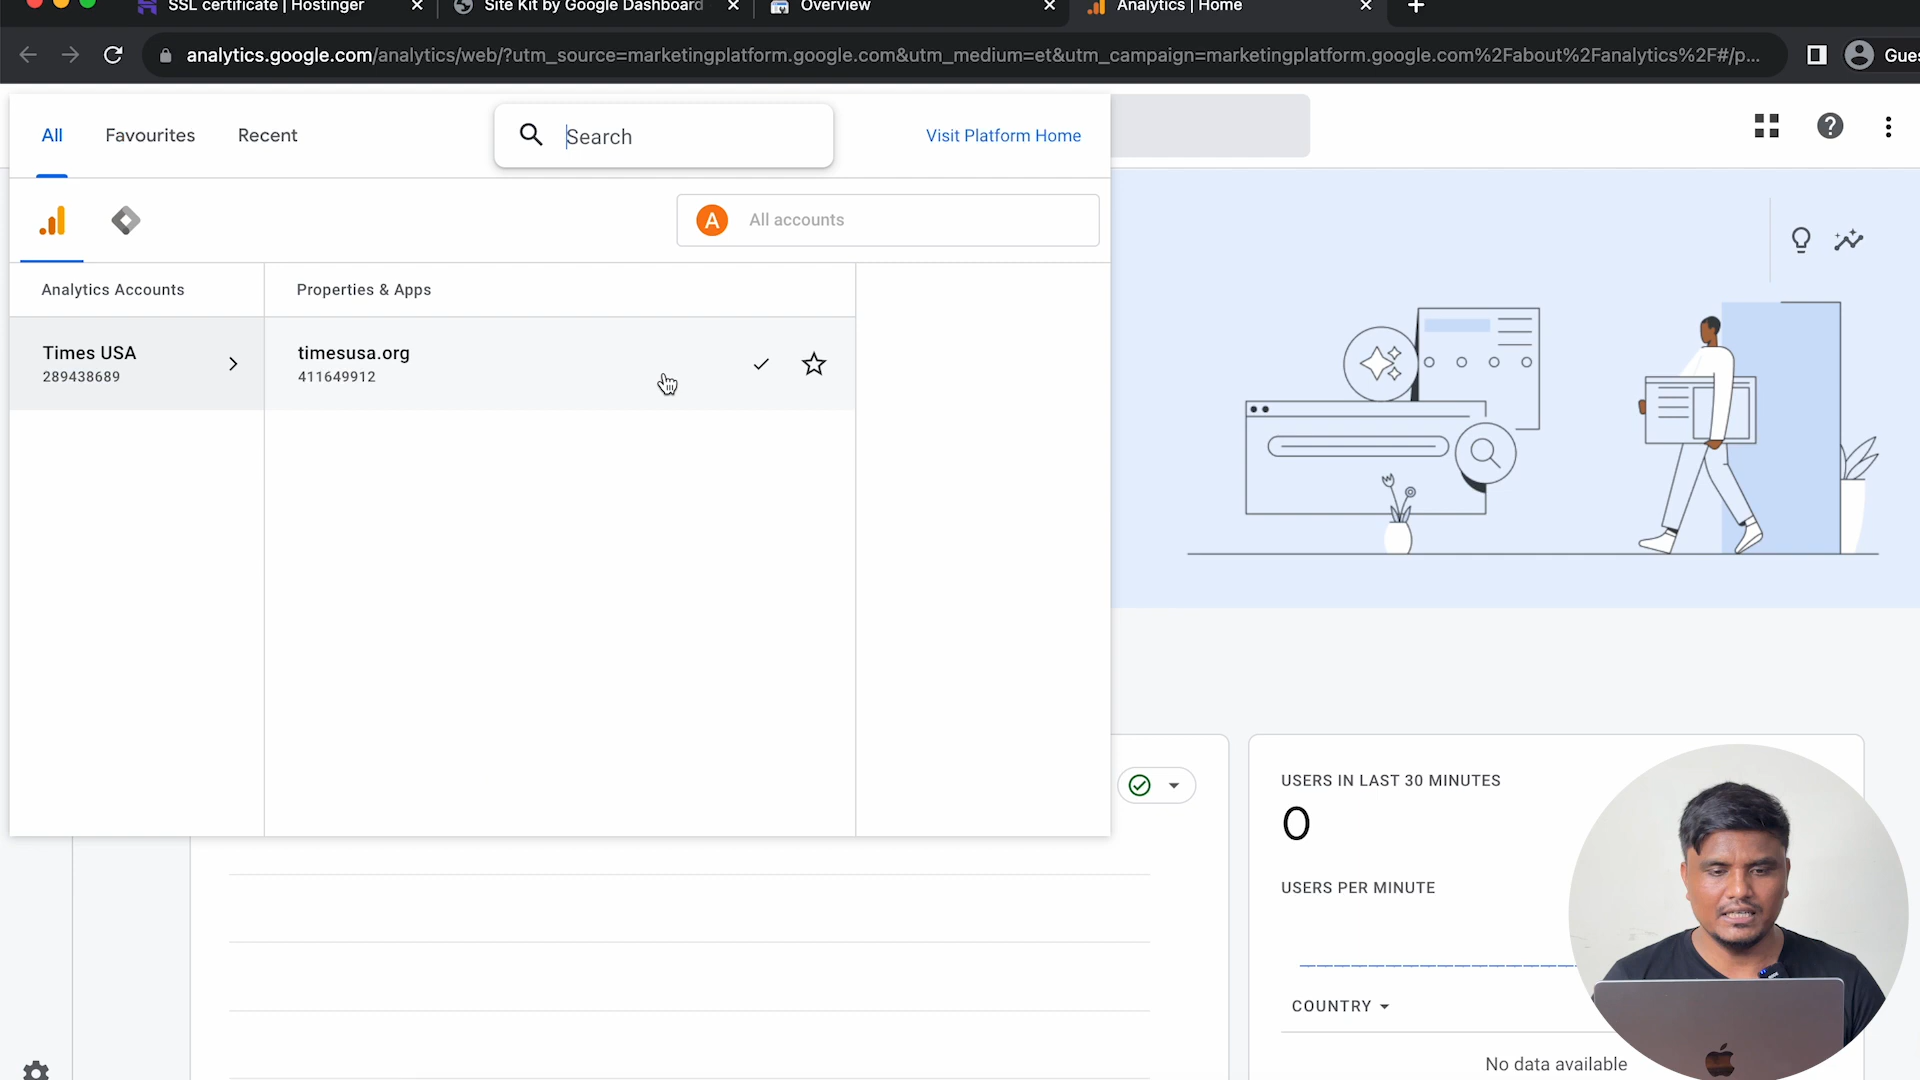 SSL certificate | Hostinger
Site Kit by Google Dashboard
Overview
Analytics | Home
analytics.google.com/analytics/web/?utm_source=marketingplatform.google.com&utm_medium=et&utm_campaign=marketingplatform.google.com%2Fabout%2Fanalytics%2F#/p...
Gues
All
Favourites
Recent
Search
Visit Platform Home
A
All accounts
Analytics Accounts
Properties & Apps
Times USA
289438689
timesusa.org
411649912
USERS IN LAST 30 MINUTES
0
USERS PER MINUTE
COUNTRY
No data available